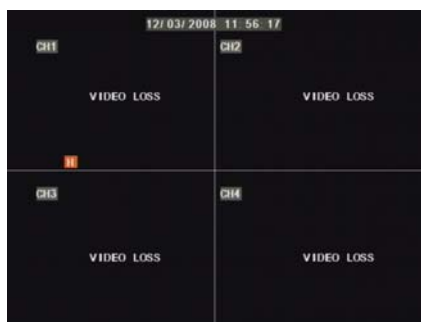 12/03/2008 11:56:17
CH1 CH2
VIDEO LOSS VIDEO LOSS
H
CH3 CH4
VIDEO LOSS VIDEO LOSS